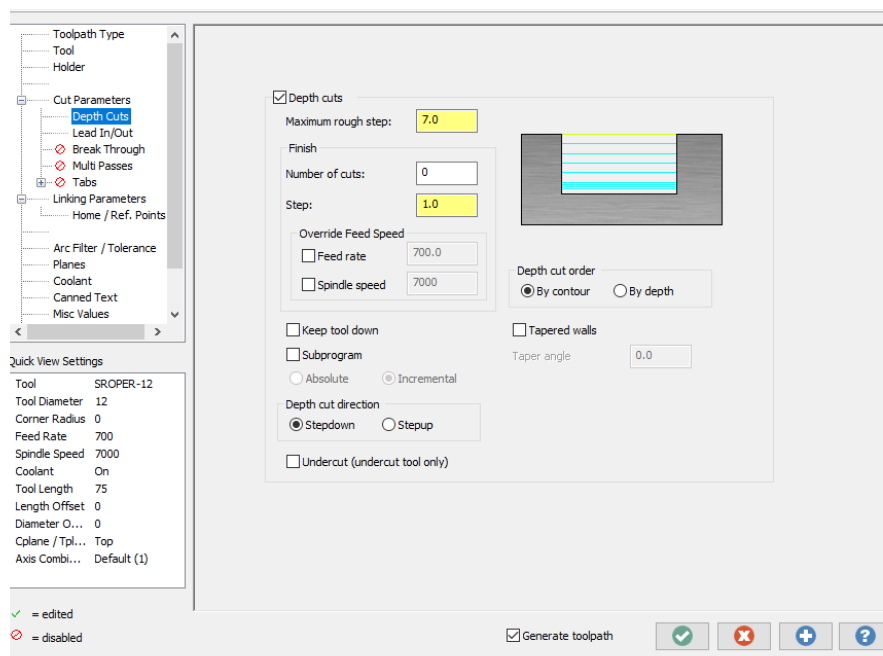 Toolpath Type
Tool
Holder
Cut Parameters
Depth Cuts
Lead In/Out
Break Through
Multi Passes
Tabs
Linking Parameters
Home / Ref. Points
Arc Filter / Tolerance
Planes
Coolant
Canned Text
Misc Values
Quick View Settings
Tool SROPER-12
Tool Diameter 12
Corner Radius 0
Feed Rate 700
Spindle Speed 7000
Coolant On
Tool Length 75
Length Offset 0
Diameter O... 0
Cplane / Tpl... Top
Axis Combi... Default (1)
= edited
= disabled
Depth cuts
Maximum rough step: 7.0
Finish
Number of cuts: 0
Step: 1.0
Override Feed Speed
Feed rate 700.0
Spindle speed 7000
Depth cut order
By contour By depth
Keep tool down
Tapered walls
Subprogram
Taper angle 0.0
Absolute Incremental
Depth cut direction
Stepdown Stepup
Undercut (undercut tool only)
Generate toolpath
?